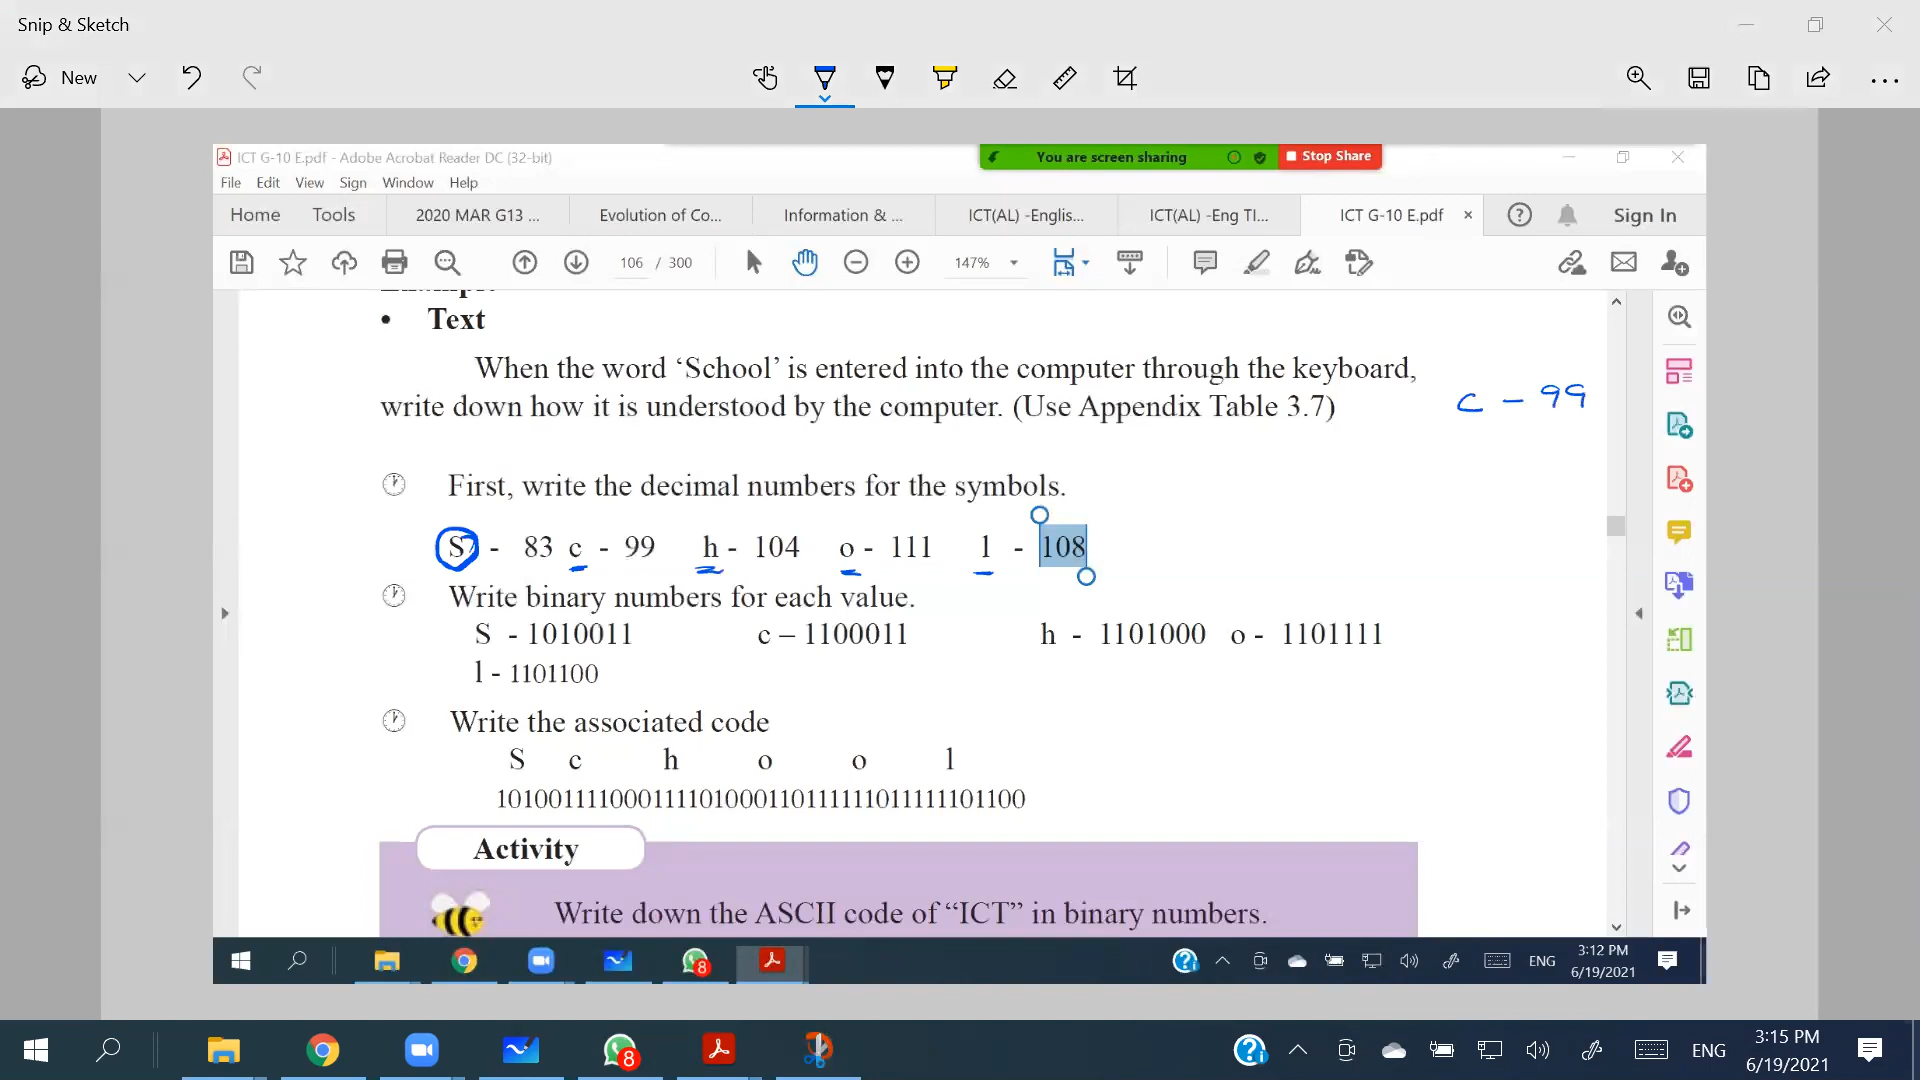 Snip & Sketch
New
ICT G-10 E.pdf - Adobe Acrobat Reader DC (32-bit)
You are screen sharing
Stop Share
File Edit View Sign Window Help
Home Tools 2020 MAR G13 ... Evolution of Co... Information & ... ICT(AL) -Englis... ICT(AL) -Eng TI... ICT G-10 E.pdf × Sign In
106 / 300 147%
• Text
When the word ‘School’ is entered into the computer through the keyboard,
write down how it is understood by the computer. (Use Appendix Table 3.7)
c - 99
First, write the decimal numbers for the symbols.
S - 83 c - 99 h - 104 o - 111 l - 108
Write binary numbers for each value.
S - 1010011 c – 1100011 h - 1101000 o - 1101111
l - 1101100
Write the associated code
S c h o o l
Activity
Write down the ASCII code of “ICT” in binary numbers.
8
ENG
3:12 PM
6/19/2021
8
ENG
3:15 PM
6/19/2021